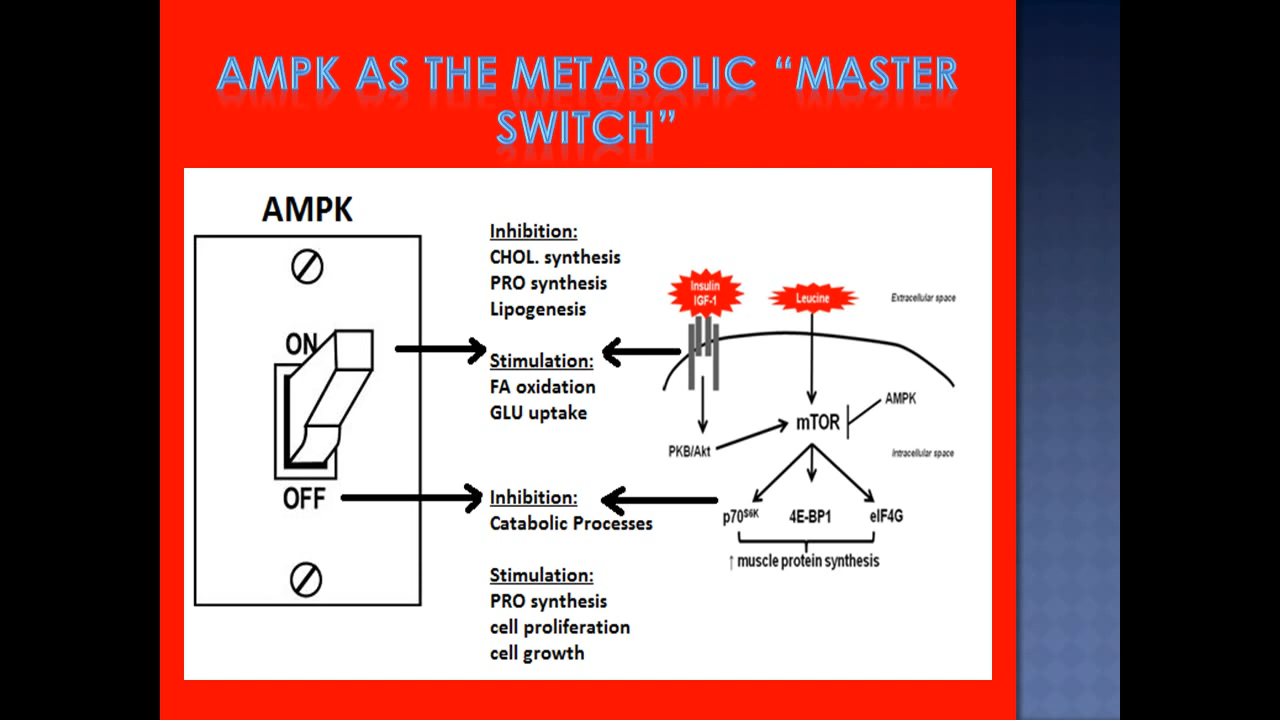 AMPK AS THE METABOLIC “MASTER
SWITCH”
AMPK
ON
OFF
Inhibition:
CHOL. synthesis
PRO synthesis
Lipogenesis
Stimulation:
FA oxidation
GLU uptake
Inhibition:
Catabolic Processes
Stimulation:
PRO synthesis
cell proliferation
cell growth
Insulin
IGF-1
Leucine
Extracellular space
AMPK
mTOR
PKB/Akt
Intracellular space
p70S6K
4E-BP1
eIF4G
↑ muscle protein synthesis